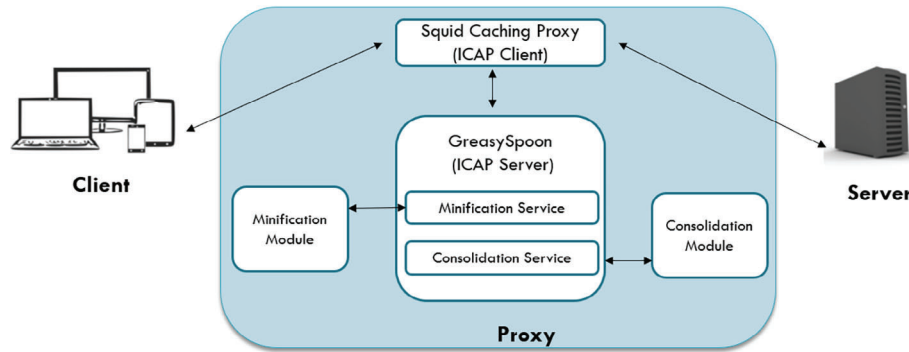 Squid Caching Proxy
(ICAP Client)
GreasySpoon
(ICAP Server)
Client
Server
Minification Service
Minification
Module
Consolidation
Module
Consolidation Service
Proxy